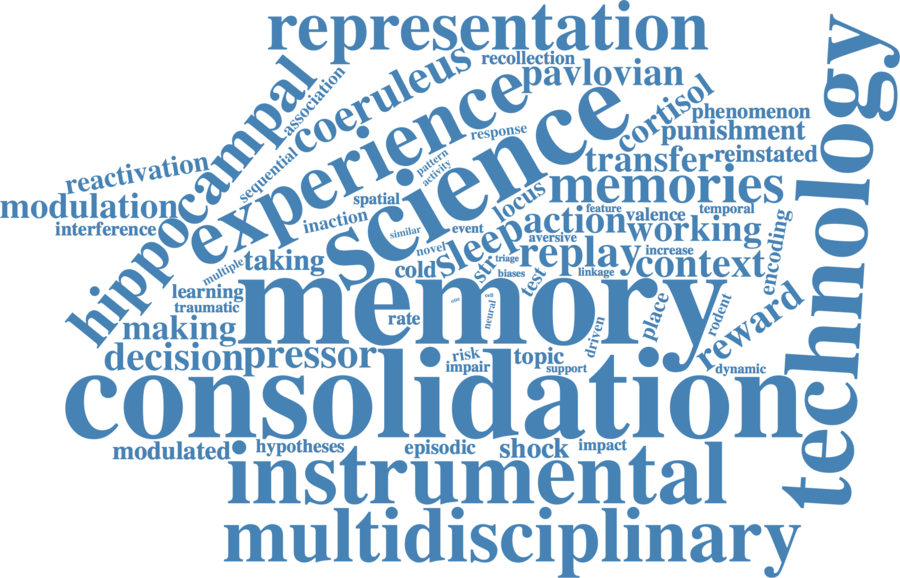 representation
recollection
pavlovian
technology
hippocampal
association
coeruleus
experience
science
cortisol
phenomenon
punishment
response
pattern
activity
sequential
transfer
reinstated
reactivation
modulation
interference
memories
spatial
locus
inaction
similar
event
action
feature
valence
temporal
working
aversive
sleep
replay
novel
triage
increase
context
encoding
multiple
taking
cold
str
biases
test
linkage
learning
traumatic
memory
one
cell
neural
rate
driven
place
rodent
reward
making
decision
pressor
risk
impair
topic
support
dynamic
consolidation
modulated
hypotheses
episodic
shock
impact
instrumental
multidisciplinary